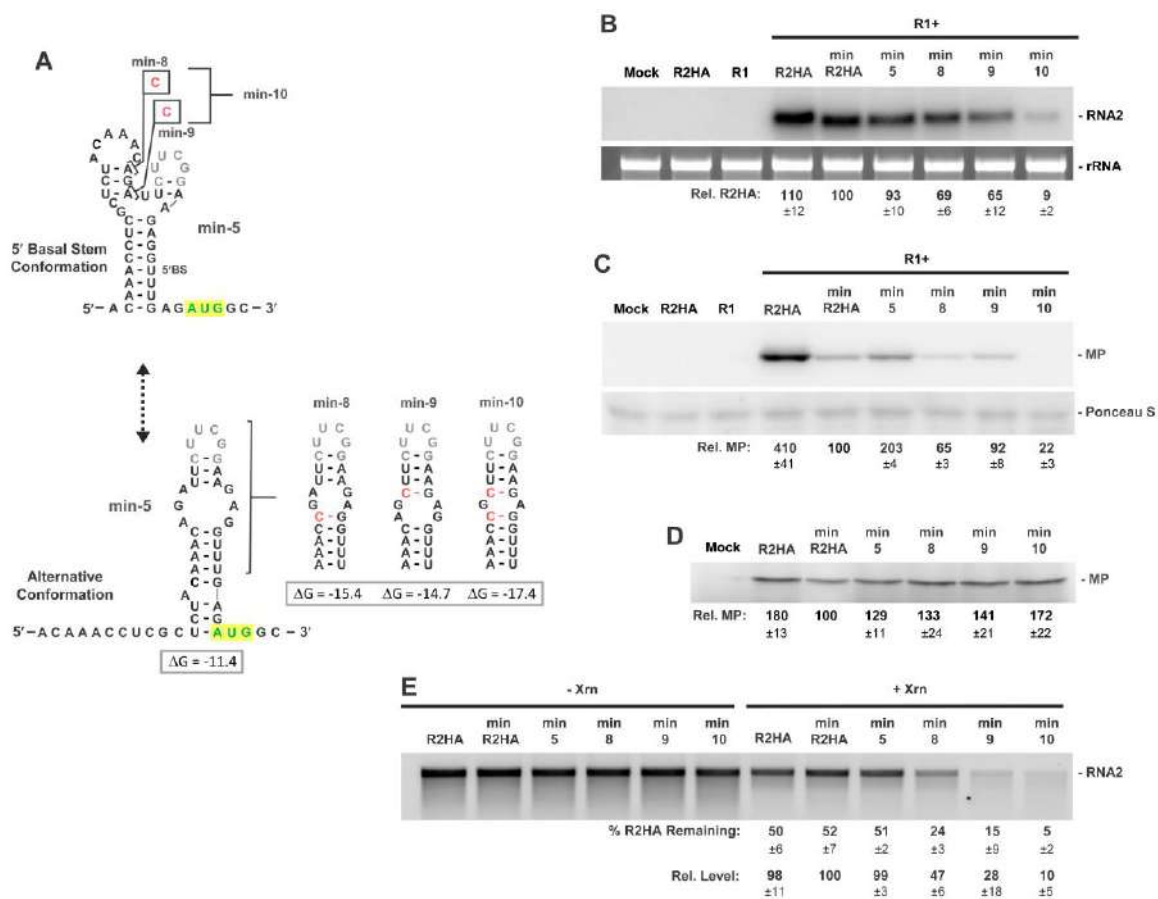 A
min-8
C
min-10
C
min-9
min-5
5' Basal Stem
Conformation
5'BS
5'– A C – G A G A U G G C – 3'
min-5
Alternative
Conformation
5'– A C A A A C C U C G C U – A U G G C – 3'
ΔG = -11.4
min-8 min-9 min-10
ΔG = -15.4 ΔG = -14.7 ΔG = -17.4
B
R1+
Mock R2HA R1 R2HA min R2HA min 5 min 8 min 9 min 10
- RNA2
- rRNA
Rel. R2HA: 110 100 93 69 65 9
±12 ±10 ±6 ±12 ±2
C
R1+
Mock R2HA R1 R2HA min R2HA min 5 min 8 min 9 min 10
- MP
- Ponceau S
Rel. MP: 410 100 203 65 92 22
±41 ±4 ±3 ±8 ±3
D
Mock R2HA min R2HA min 5 min 8 min 9 min 10
- MP
Rel. MP: 180 100 129 133 141 172
±13 ±11 ±24 ±21 ±22
E
- Xrn + Xrn
R2HA min R2HA min 5 min 8 min 9 min 10 R2HA min R2HA min 5 min 8 min 9 min 10
- RNA2
% R2HA Remaining: 50 52 51 24 15 5
±6 ±7 ±2 ±3 ±9 ±2
Rel. Level: 98 100 99 47 28 10
±11 ±3 ±6 ±18 ±5